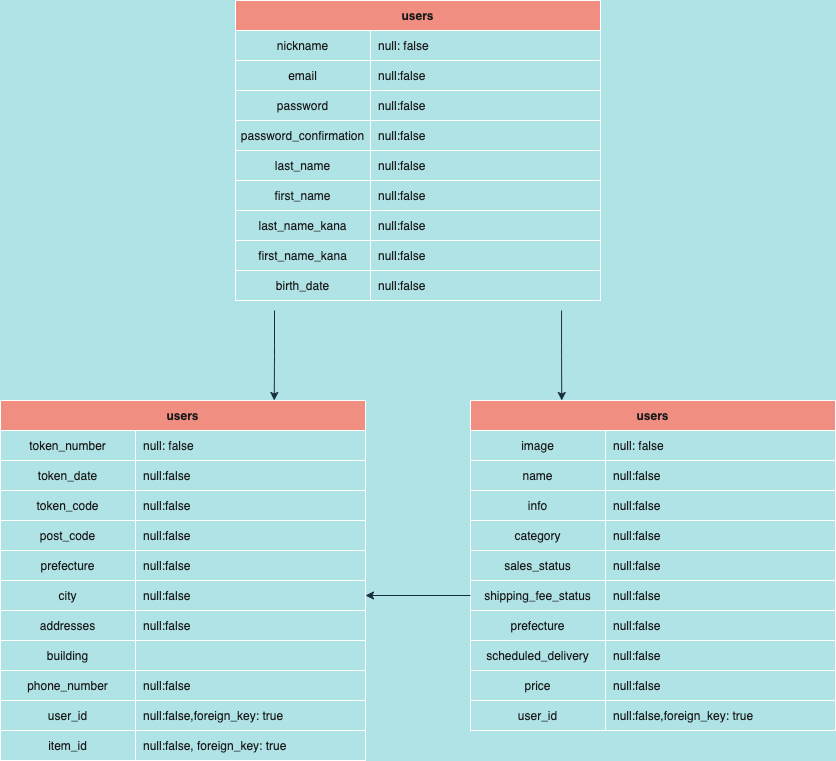 users
nickname null: false
email null:false
password null:false
password_confirmation null:false
last_name null:false
first_name null:false
last_name_kana null:false
first_name_kana null:false
birth_date null:false
users
token_number null: false
token_date null:false
token_code null:false
post_code null:false
prefecture null:false
city null:false
addresses null:false
building
phone_number null:false
user_id null:false,foreign_key: true
item_id null:false, foreign_key: true
users
image null: false
name null:false
info null:false
category null:false
sales_status null:false
shipping_fee_status null:false
prefecture null:false
scheduled_delivery null:false
price null:false
user_id null:false,foreign_key: true